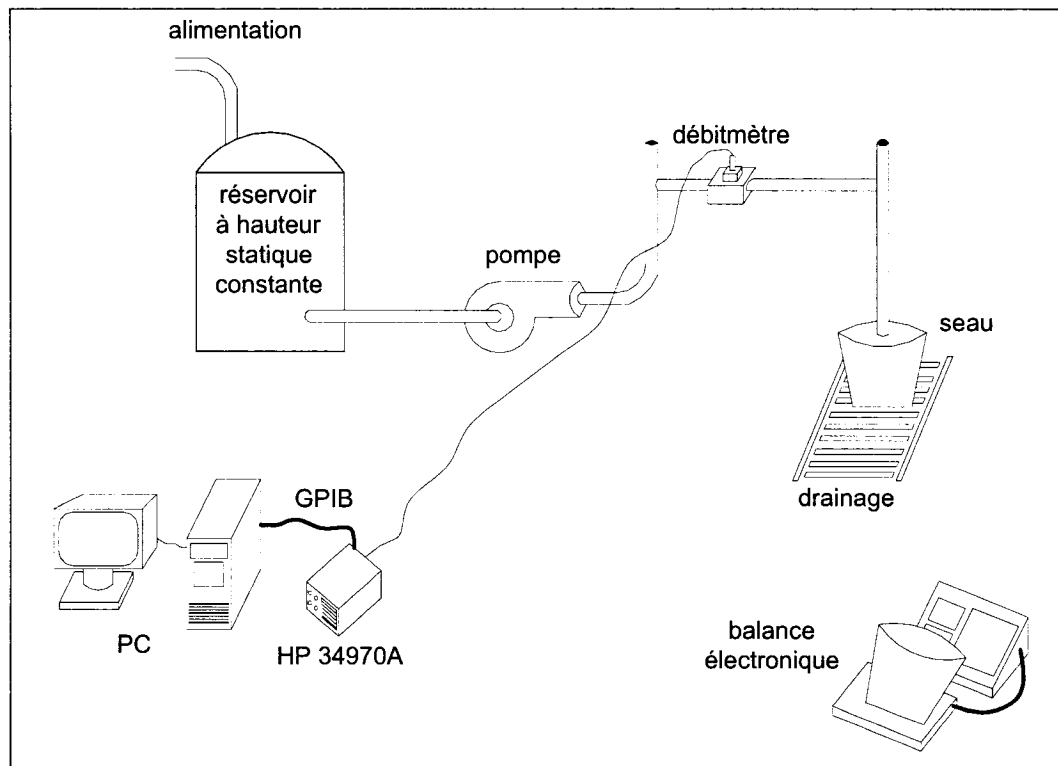 alimentation
débitmètre
réservoir
à hauteur
statique
constante
pompe
seau
drainage
GPIB
PC
HP 34970A
balance
électronique